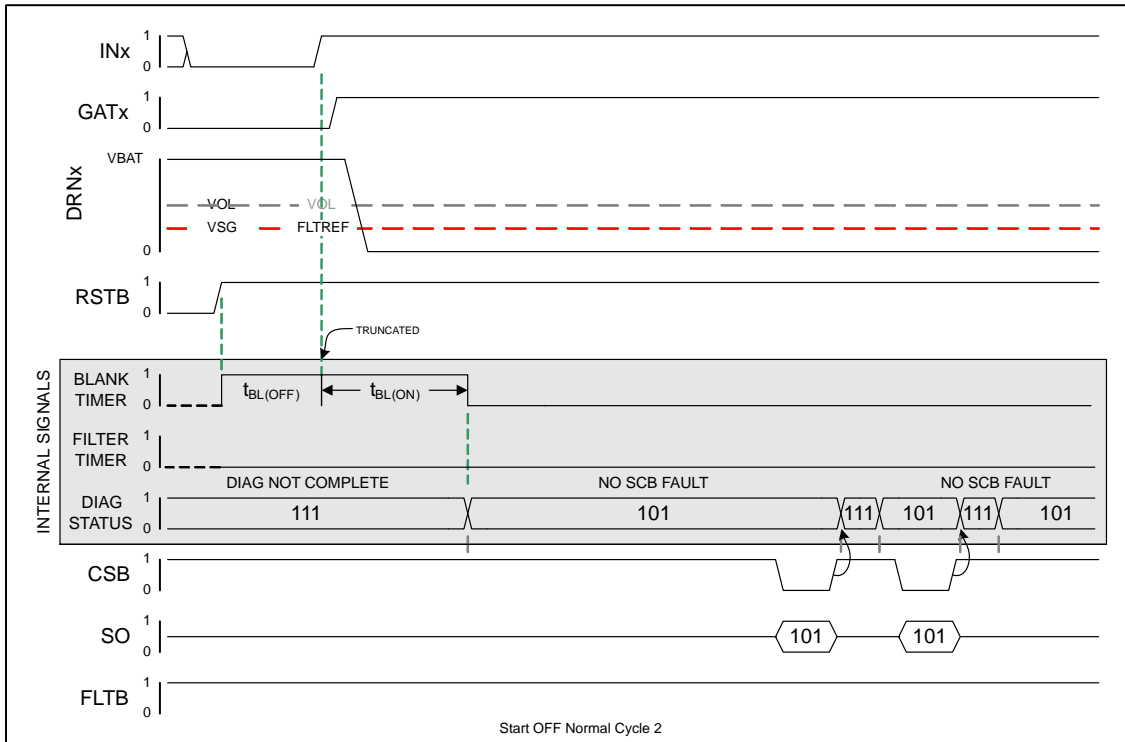 INx 1 0
GATx 1 0
DRNx VBAT 0
VOL VOL
VSG FLTREF
RSTB 1 0
TRUNCATED
INTERNAL SIGNALS
BLANK TIMER 1 0 tBL(OFF) tBL(ON)
FILTER TIMER 1 0
DIAG NOT COMPLETE NO SCB FAULT NO SCB FAULT
DIAG STATUS 1 0 111 101 111 101 111 101
CSB 1 0
SO 1 0 101 101
FLTB 1 0
Start OFF Normal Cycle 2